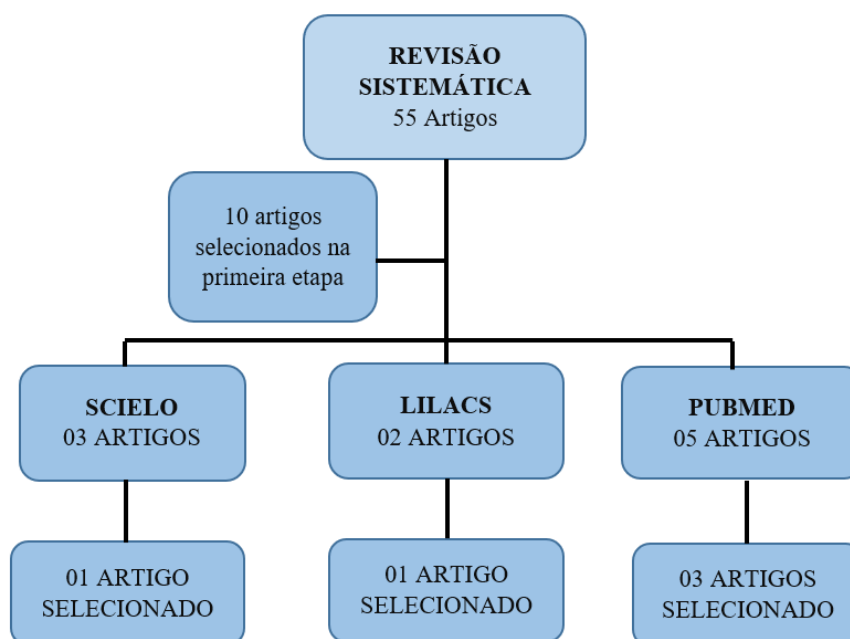 REVISÃO
SISTEMÁTICA
55 Artigos
10 artigos
selecionados na
primeira etapa
SCIELO
03 ARTIGOS
LILACS
02 ARTIGOS
PUBMED
05 ARTIGOS
01 ARTIGO
SELECIONADO
01 ARTIGO
SELECIONADO
03 ARTIGOS
SELECIONADO